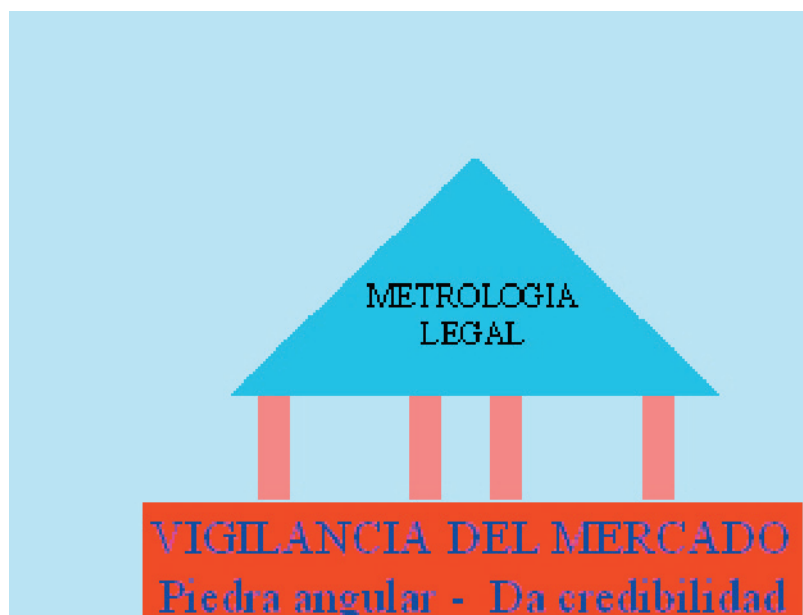 METROLOGIA
LEGAL
VIGILANCIA DEL MERCADO
Piedra angular - Da credibilidad